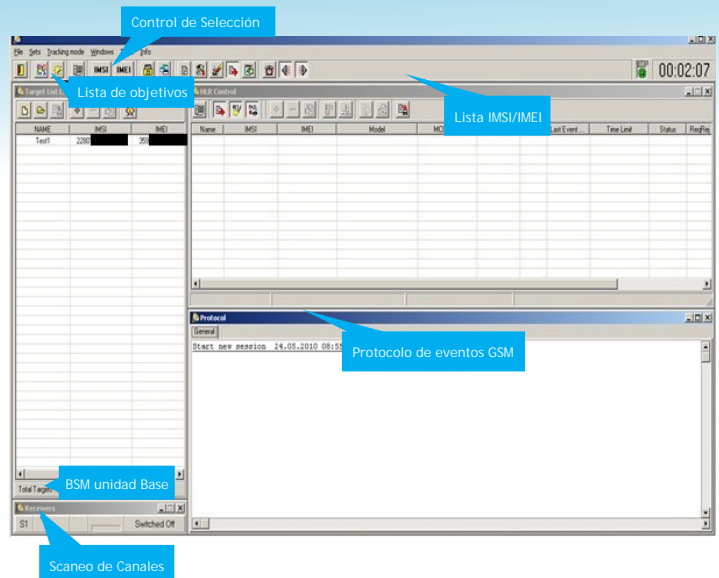 Control de Selección
File Sets Tracking mode Windows Info
IMSI IMEI
00:02:07
Lista de objetivos
Target List
HLR Control
Lista IMSI/IMEI
NAME IMSI IMEI
Test1 2280 359
Name IMSI IMEI Model Last Event ... Time Limit Status ReqRej
Protocol
General
Start new session 24.05.2010 08:55
Protocolo de eventos GSM
BSM unidad Base
Total Target
Receivers
S1 Switched Off
Scaneo de Canales